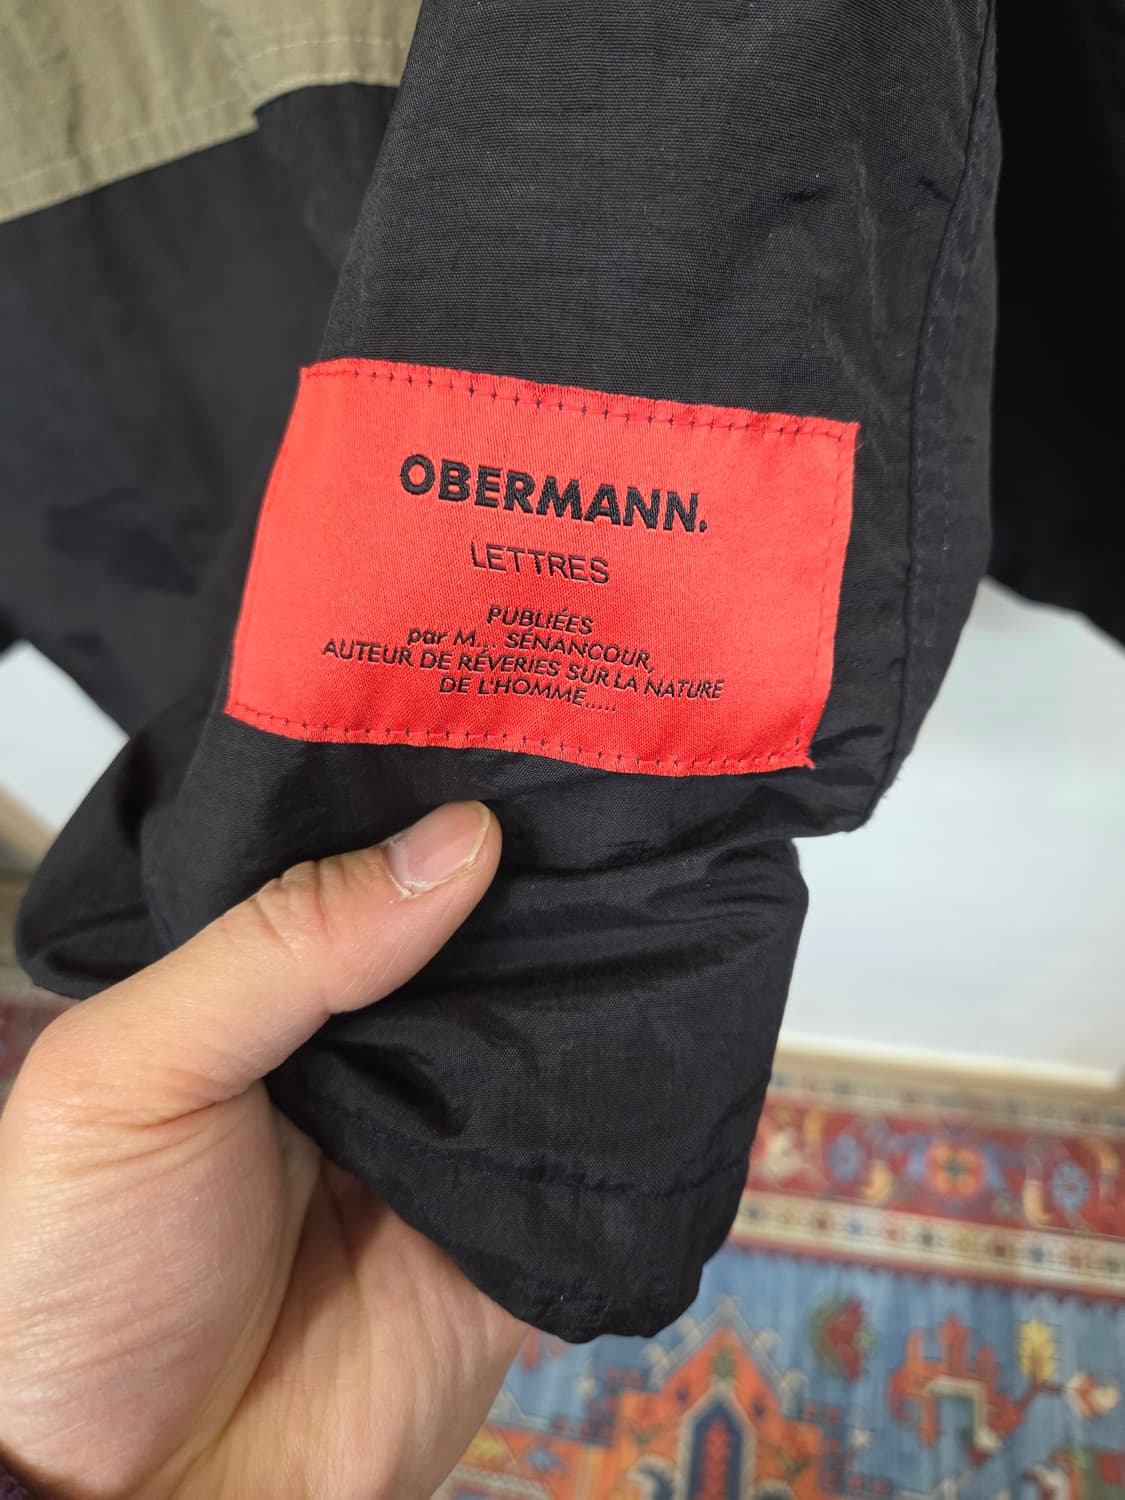 OBERMANN.
LETTRES
PUBLIÉES
par M... SÉNANCOUR,
AUTEUR DE RÊVERIES SUR LA NATURE
DE L'HOMME.....